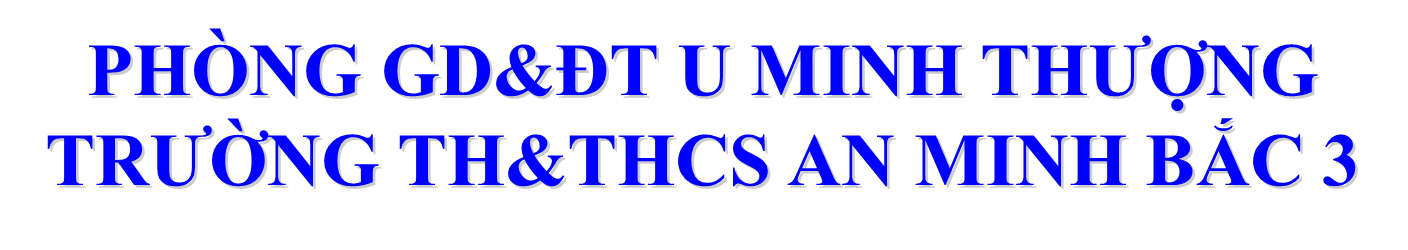 PHÒNG GD&ĐT U MINH THƯỢNG
TRƯỜNG TH&THCS AN MINH BẮC 3